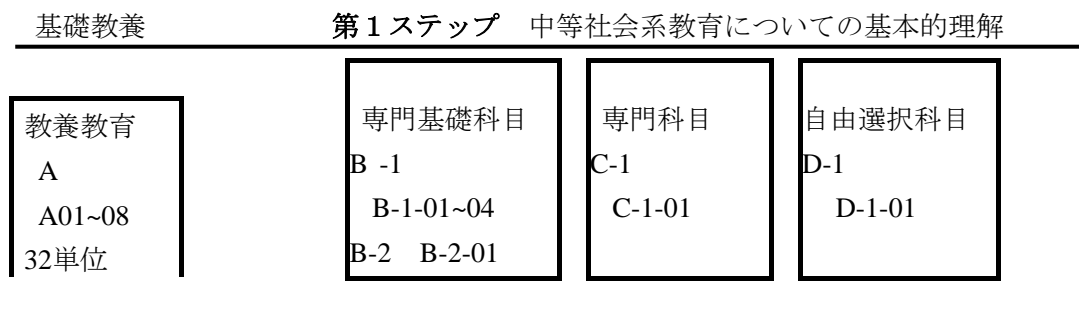 基礎教養 第１ステップ 中等社会系教育についての基本的理解
教養教育
A
A01~08
32単位
専門基礎科目
B -1
B-1-01~04
B-2 B-2-01
専門科目
C-1
C-1-01
自由選択科目
D-1
D-1-01